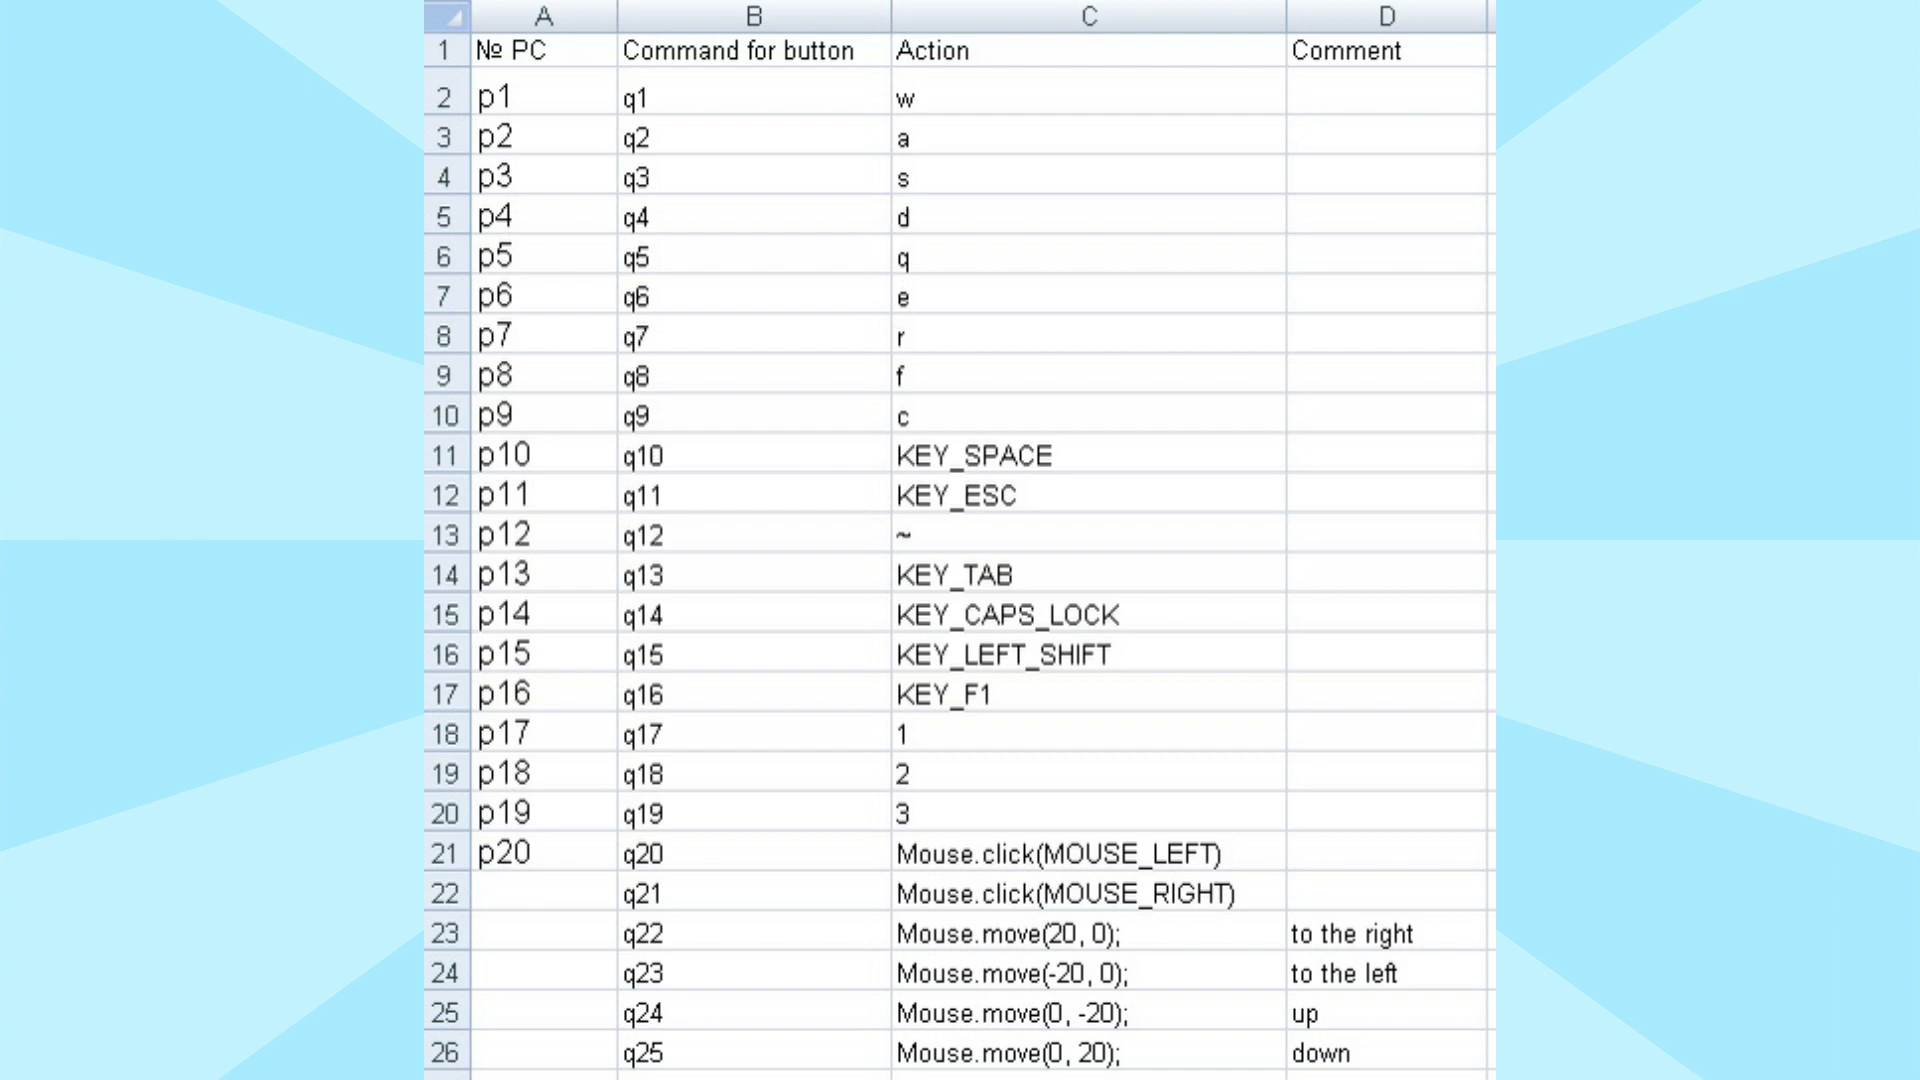 A B C D
1 № PC Command for button Action Comment
2 p1 q1 w
3 p2 q2 a
4 p3 q3 s
5 p4 q4 d
6 p5 q5 q
7 p6 q6 e
8 p7 q7 r
9 p8 q8 f
10 p9 q9 c
11 p10 q10 KEY_SPACE
12 p11 q11 KEY_ESC
13 p12 q12 ~
14 p13 q13 KEY_TAB
15 p14 q14 KEY_CAPS_LOCK
16 p15 q15 KEY_LEFT_SHIFT
17 p16 q16 KEY_F1
18 p17 q17 1
19 p18 q18 2
20 p19 q19 3
21 p20 q20 Mouse.click(MOUSE_LEFT)
22 q21 Mouse.click(MOUSE_RIGHT)
23 q22 Mouse.move(20, 0); to the right
24 q23 Mouse.move(-20, 0); to the left
25 q24 Mouse.move(0, -20); up
26 q25 Mouse.move(0, 20); down